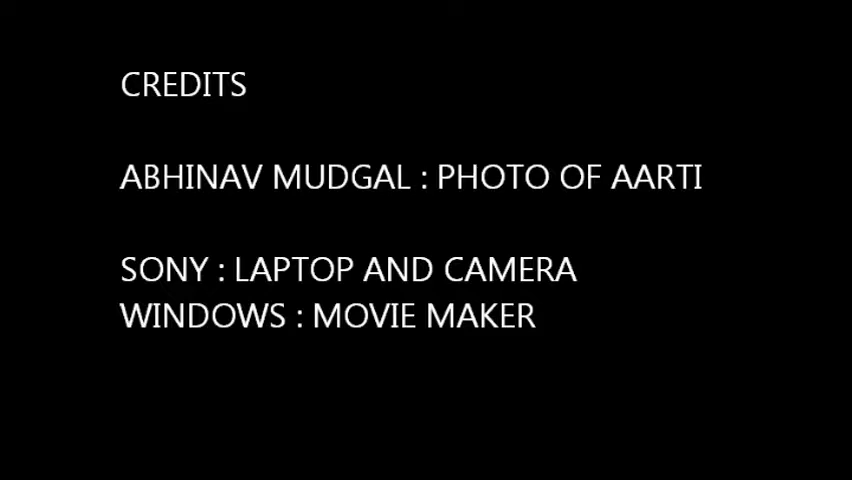 CREDITS
ABHINAV MUDGAL : PHOTO OF AARTI
SONY : LAPTOP AND CAMERA
WINDOWS : MOVIE MAKER